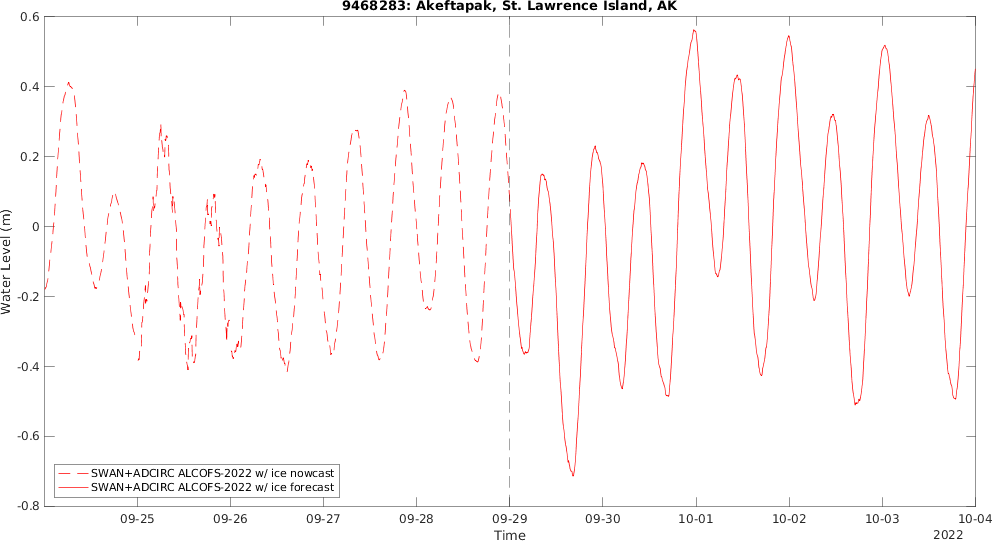 9468283: Akeftapak, St. Lawrence Island, AK
0.6
0.4
0.2
0
-0.2
-0.4
-0.6
-0.8
Water Level (m)
SWAN+ADCIRC ALCOFS-2022 w/ ice nowcast
SWAN+ADCIRC ALCOFS-2022 w/ ice forecast
09-25 09-26 09-27 09-28 09-29 09-30 10-01 10-02 10-03 10-04
Time
2022